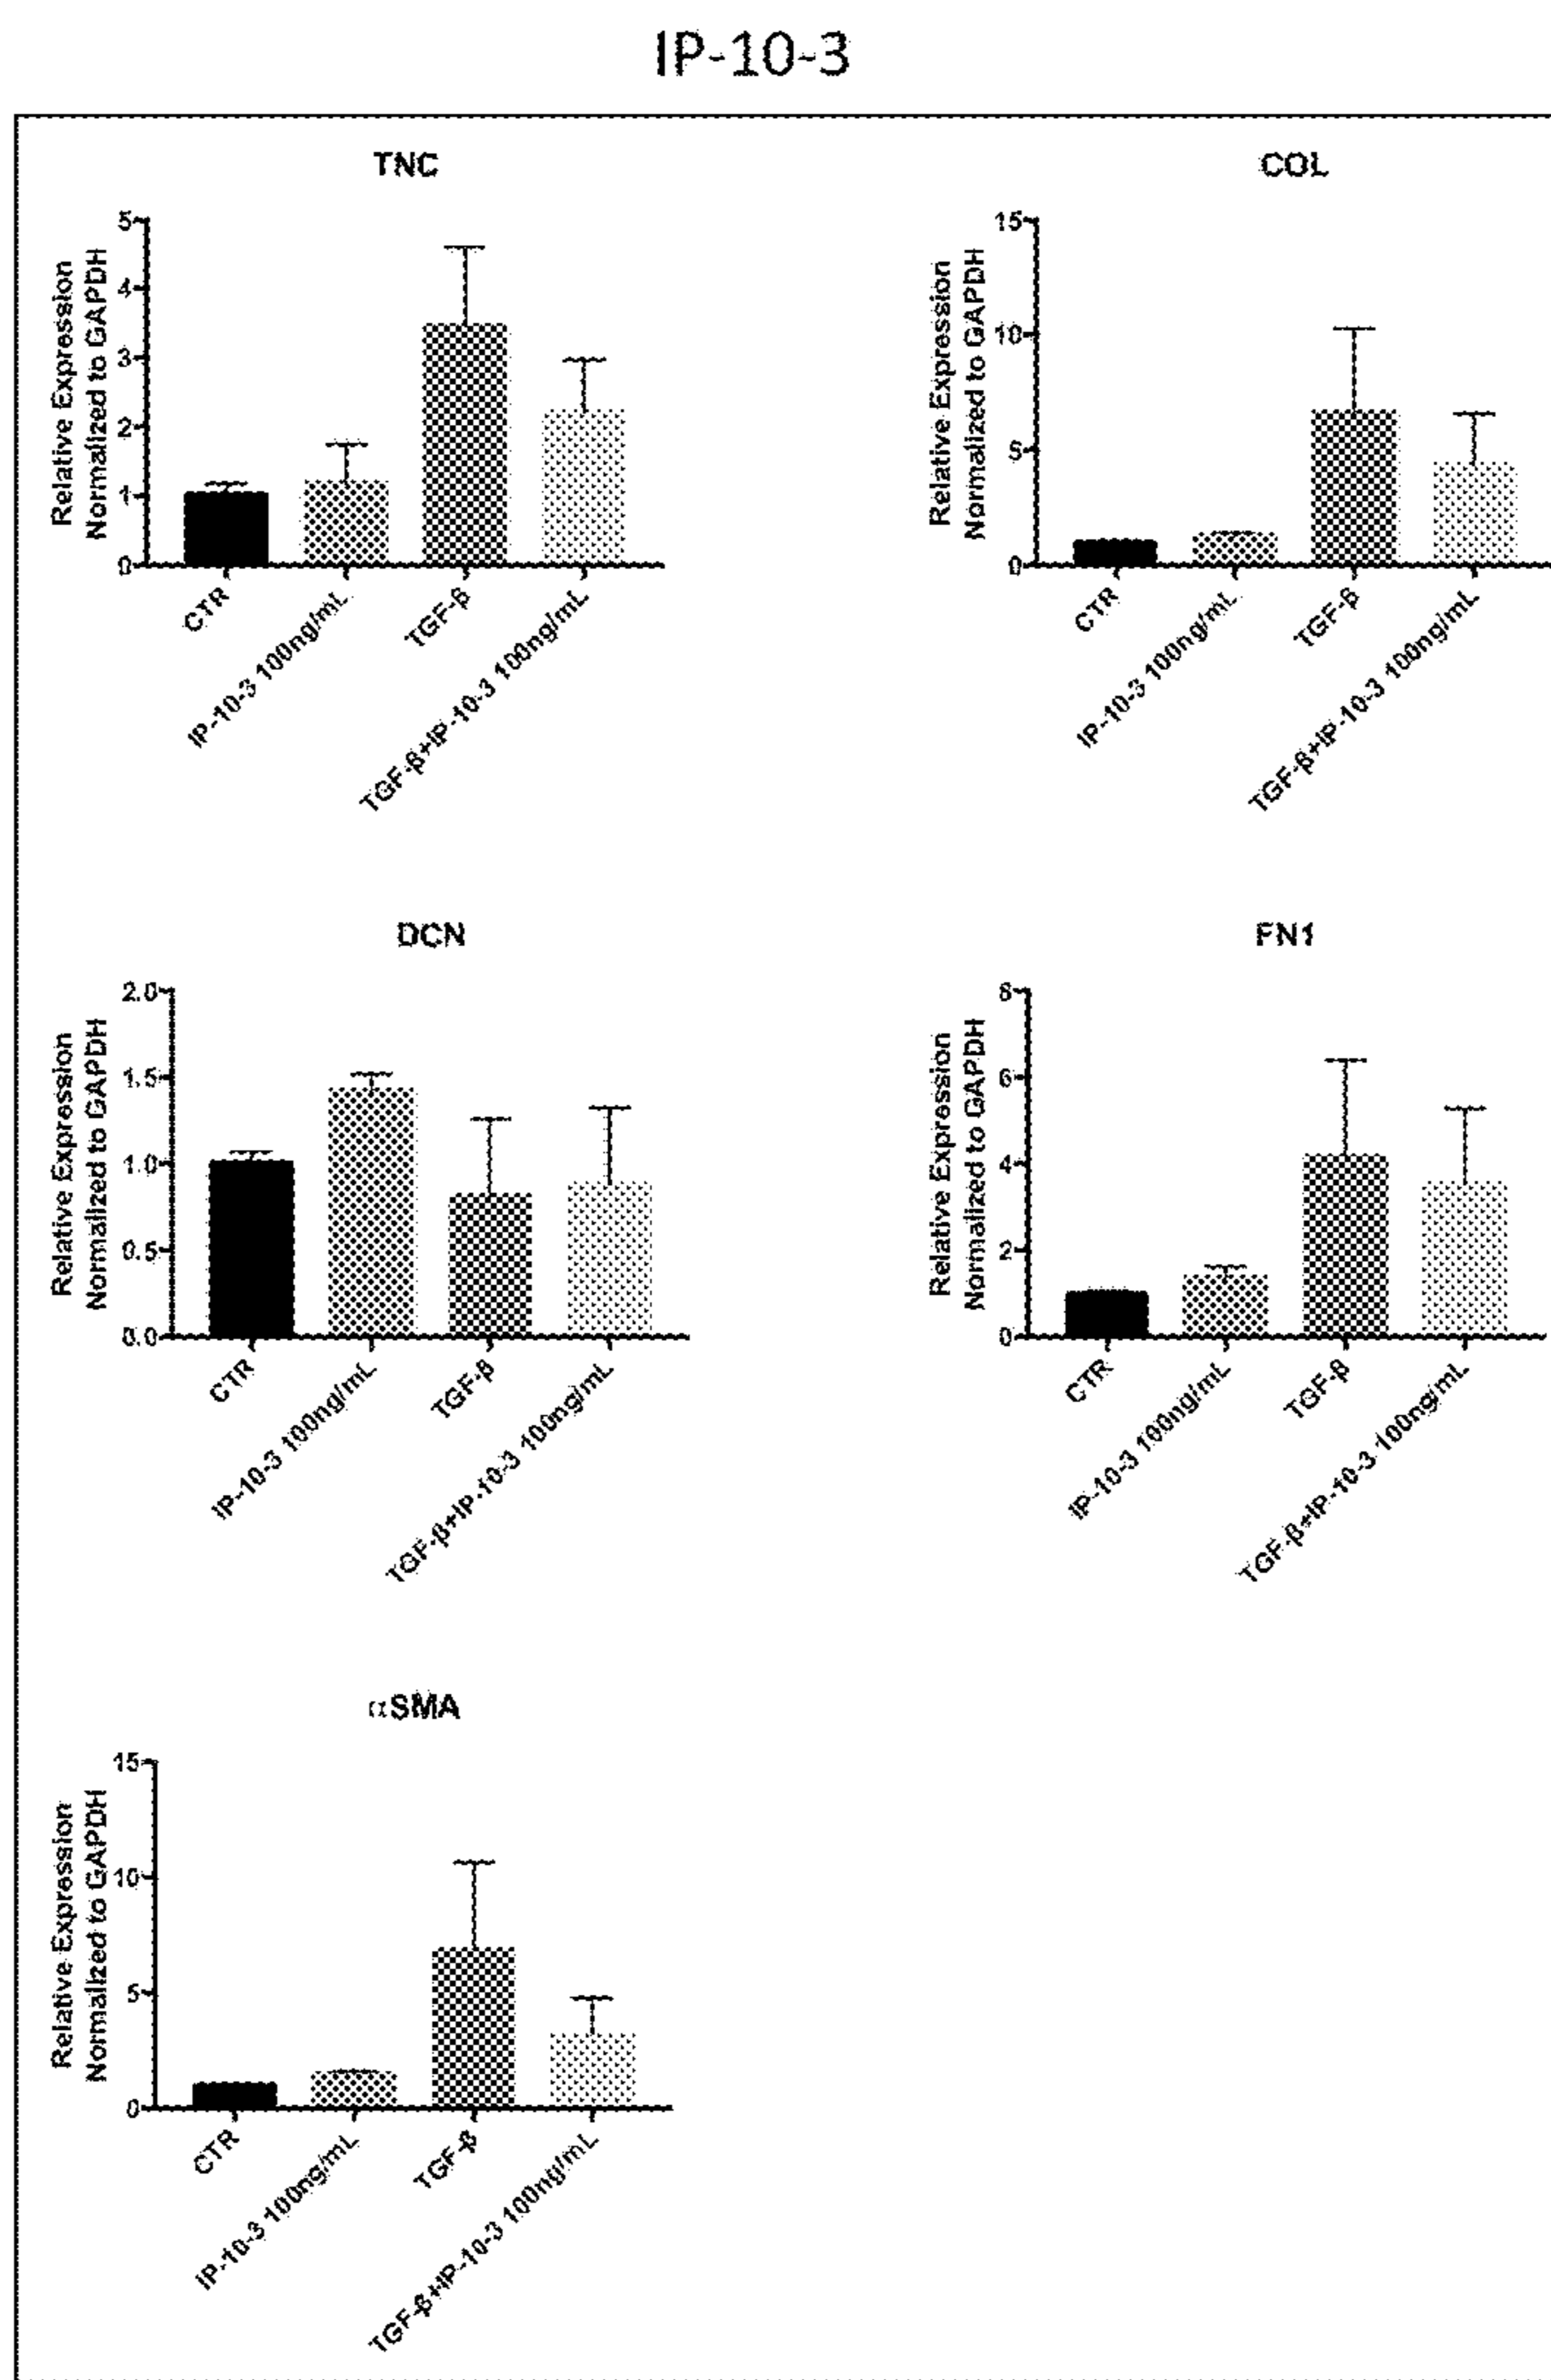 IP-10-3
TNC
Relative Expression
Normalized to GAPDH
5
4
3
2
1
0
CTR
IP-10-3 100ng/mL
TGF-β
TGF-β+IP-10-3 100ng/mL
COL
Relative Expression
Normalized to GAPDH
15
10
5
0
CTR
IP-10-3 100ng/mL
TGF-β
TGF-β+IP-10-3 100ng/mL
DCN
Relative Expression
Normalized to GAPDH
2.0
1.5
1.0
0.5
0.0
CTR
IP-10-3 100ng/mL
TGF-β
TGF-β+IP-10-3 100ng/mL
FN1
Relative Expression
Normalized to GAPDH
8
6
4
2
0
CTR
IP-10-3 100ng/mL
TGF-β
TGF-β+IP-10-3 100ng/mL
αSMA
Relative Expression
Normalized to GAPDH
15
10
5
0
CTR
IP-10-3 100ng/mL
TGF-β
TGF-β+IP-10-3 100ng/mL